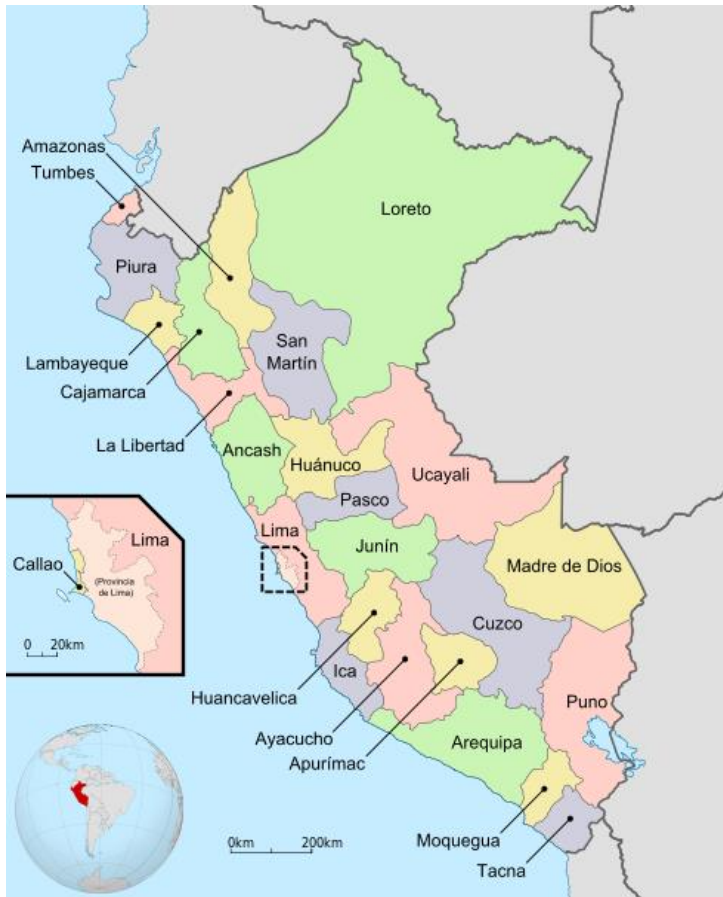 Amazonas
Tumbes
Loreto
Piura
San
Martín
Lambayeque
Cajamarca
La Libertad
Ancash
Huánuco
Ucayali
Pasco
Lima
Lima
Junín
Madre de Dios
Callao
(Provincia
de Lima)
0 20km
Cuzco
Ica
Huancavelica
Puno
Ayacucho
Arequipa
Apurímac
Moquegua
0km 200km
Tacna